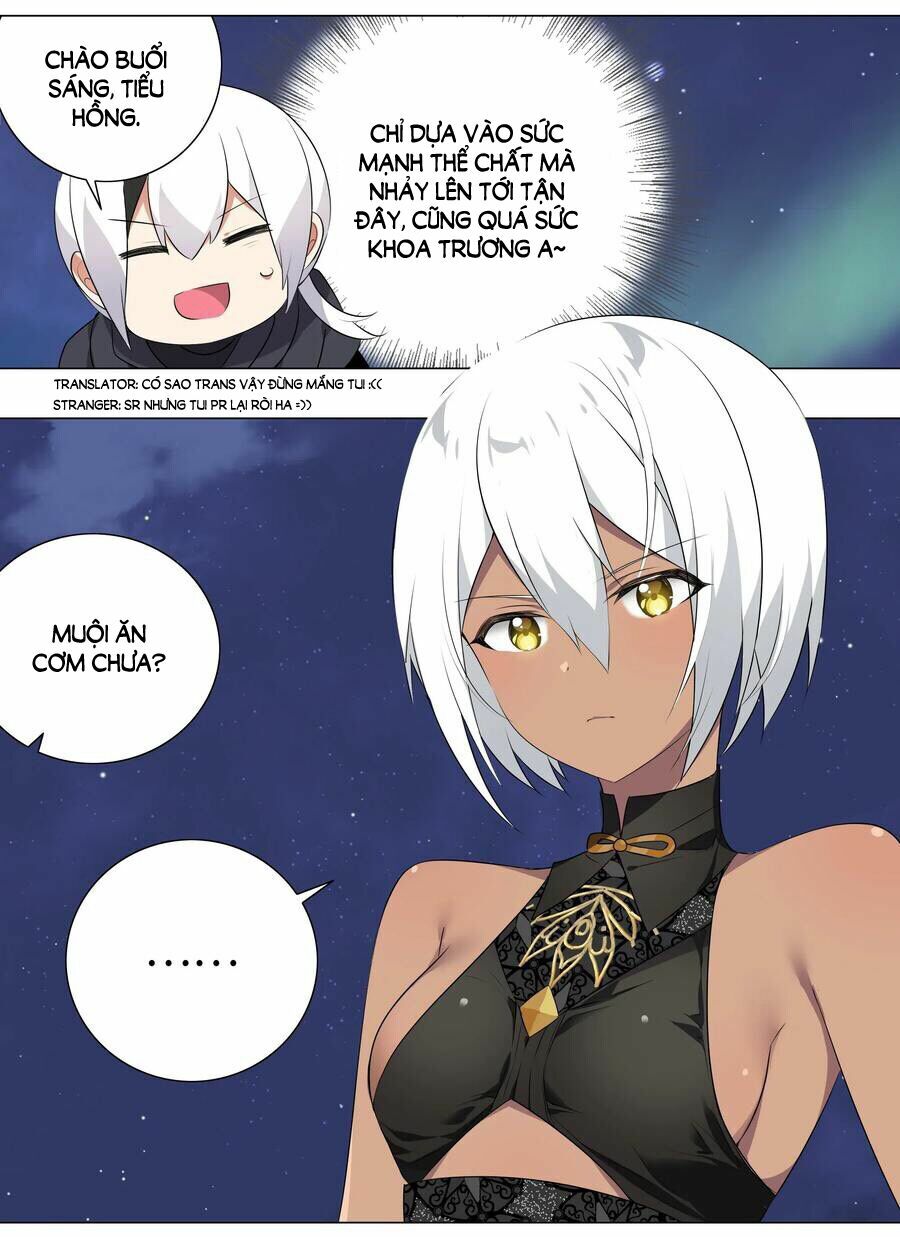 CHÀO BUỔI
SÁNG, TIỂU
HỒNG.
CHỈ DỰA VÀO SỨC
MẠNH THỂ CHẤT MÀ
NHẢY LÊN TỚI TẬN
ĐÂY, CŨNG QUÁ SỨC
KHOA TRƯƠNG A~
TRANSLATOR: CÓ SAO TRANS VẬY ĐỪNG MẮNG TUI :((
STRANGER: SR NHƯNG TUI PR LẠI RỒI HA =))
MUỘI ĂN
CƠM CHƯA?
......